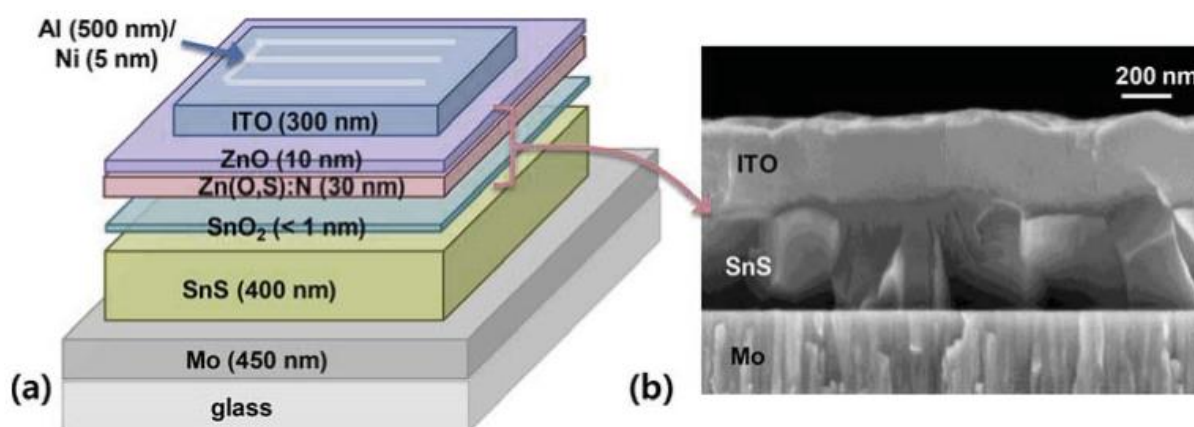 Al (500 nm)/
Ni (5 nm)
ITO (300 nm)
ZnO (10 nm)
Zn(O,S):N (30 nm)
SnO₂ (< 1 nm)
SnS (400 nm)
Mo (450 nm)
glass
(a)
200 nm
ITO
SnS
Mo
(b)